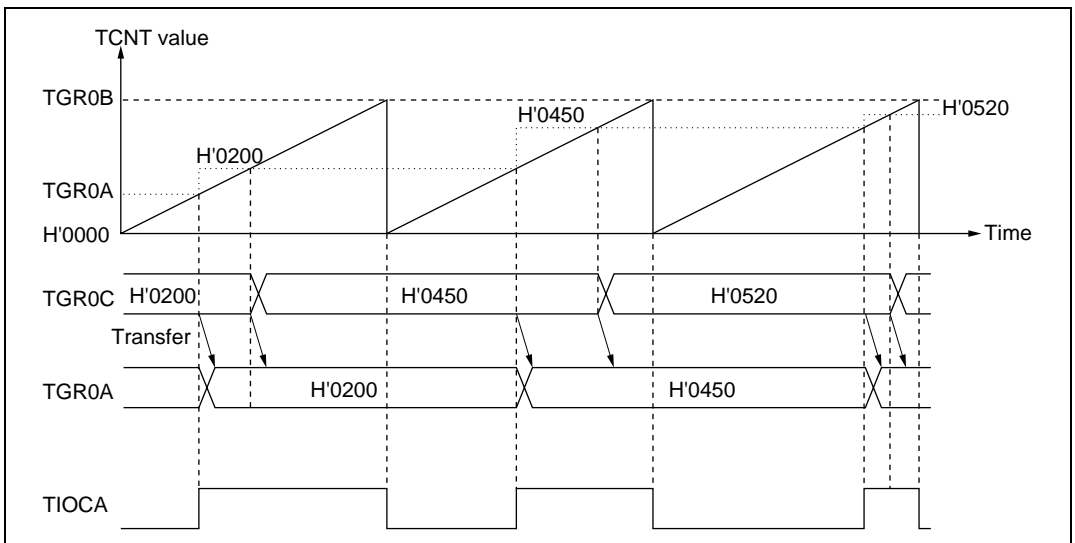 TCNT value
TGR0B
H'0520
H'0450
H'0200
TGR0A
H'0000
Time
TGR0C
H'0200
H'0450
H'0520
Transfer
TGR0A
H'0200
H'0450
TIOCA